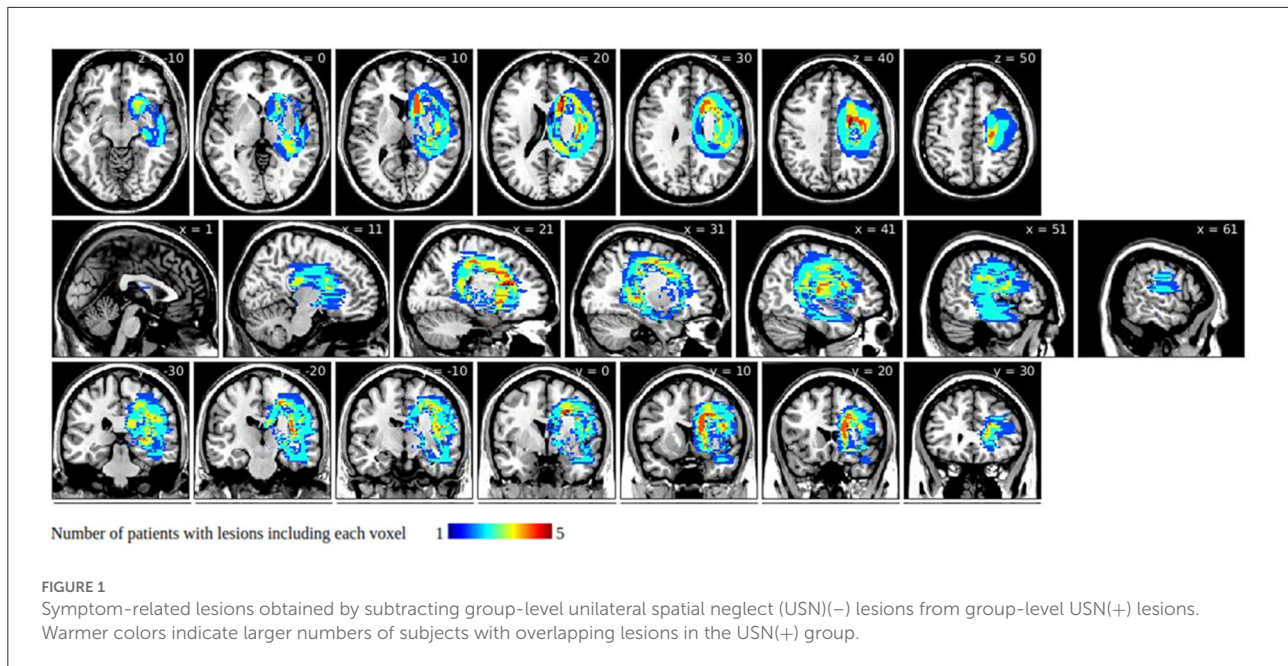 z = -10 z = 0 z = 10 z = 20 z = 30 z = 40 z = 50
x = 1 x = 11 x = 21 x = 31 x = 41 x = 51 x = 61
y = -30 y = -20 y = -10 y = 0 y = 10 y = 20 y = 30
Number of patients with lesions including each voxel 1 5
FIGURE 1
Symptom-related lesions obtained by subtracting group-level unilateral spatial neglect (USN)(−) lesions from group-level USN(+) lesions.
Warmer colors indicate larger numbers of subjects with overlapping lesions in the USN(+) group.